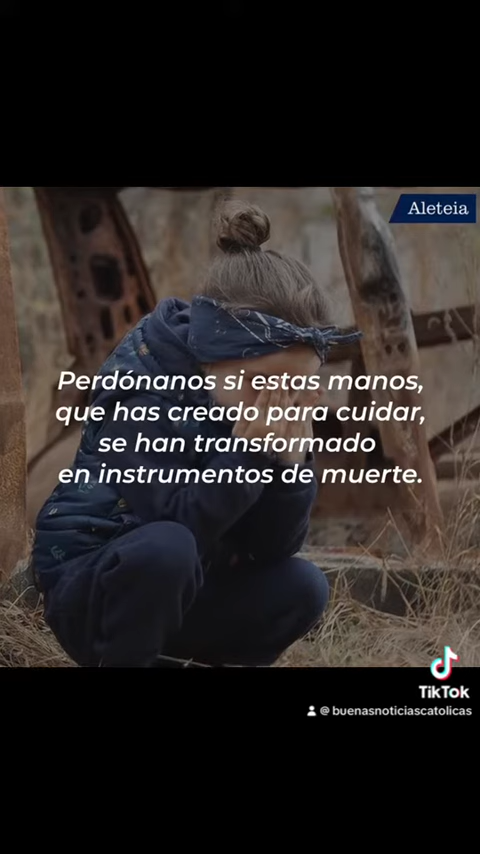 Aleteia
Perdónanos si estas manos,
que has creado para cuidar,
se han transformado
en instrumentos de muerte.
TikTok
@ buenasnoticiascatolicas